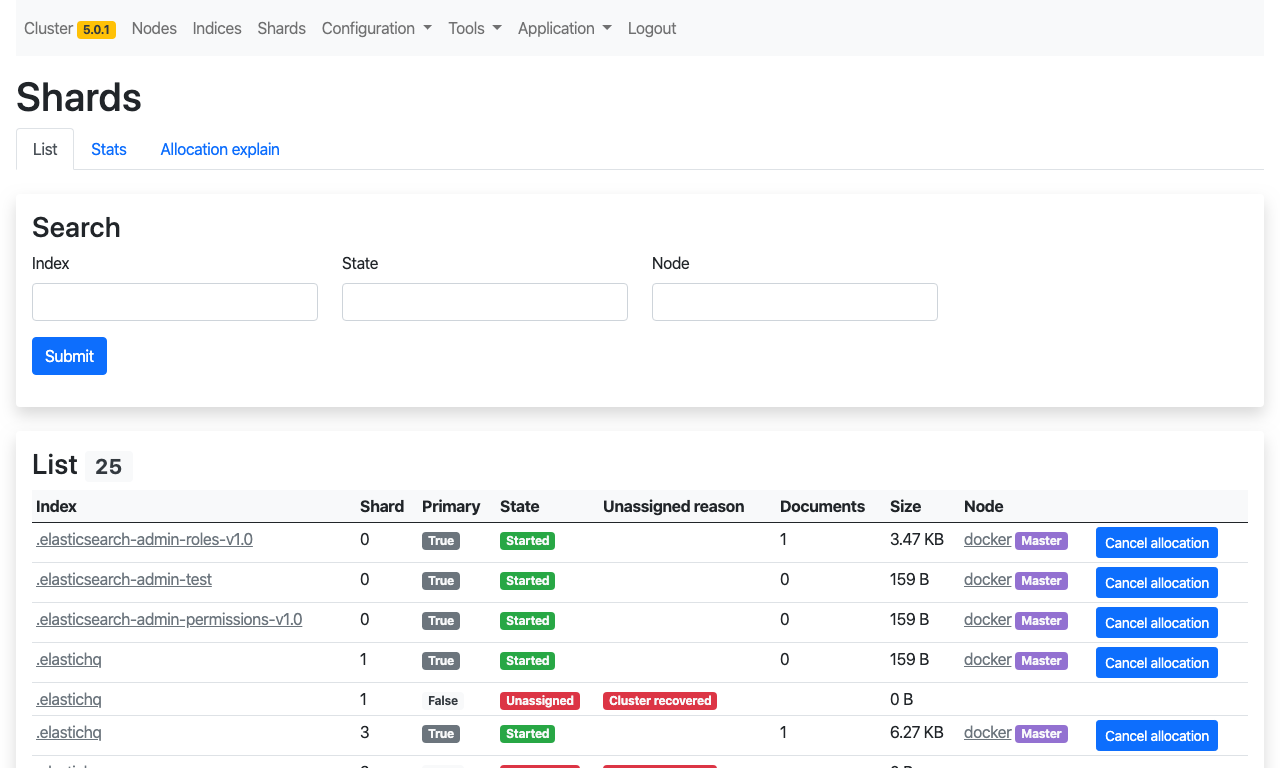 Cluster 5.0.1 Nodes Indices Shards Configuration Tools Application Logout
Shards
List Stats Allocation explain
Search
Index State Node
Submit
List 25
Index Shard Primary State Unassigned reason Documents Size Node
.elasticsearch-admin-roles-v1.0 0 True Started 1 3.47 KB docker Master Cancel allocation
.elasticsearch-admin-test 0 True Started 0 159 B docker Master Cancel allocation
.elasticsearch-admin-permissions-v1.0 0 True Started 0 159 B docker Master Cancel allocation
.elastichq 1 True Started 0 159 B docker Master Cancel allocation
.elastichq 1 False Unassigned Cluster recovered 0 B
.elastichq 3 True Started 1 6.27 KB docker Master Cancel allocation